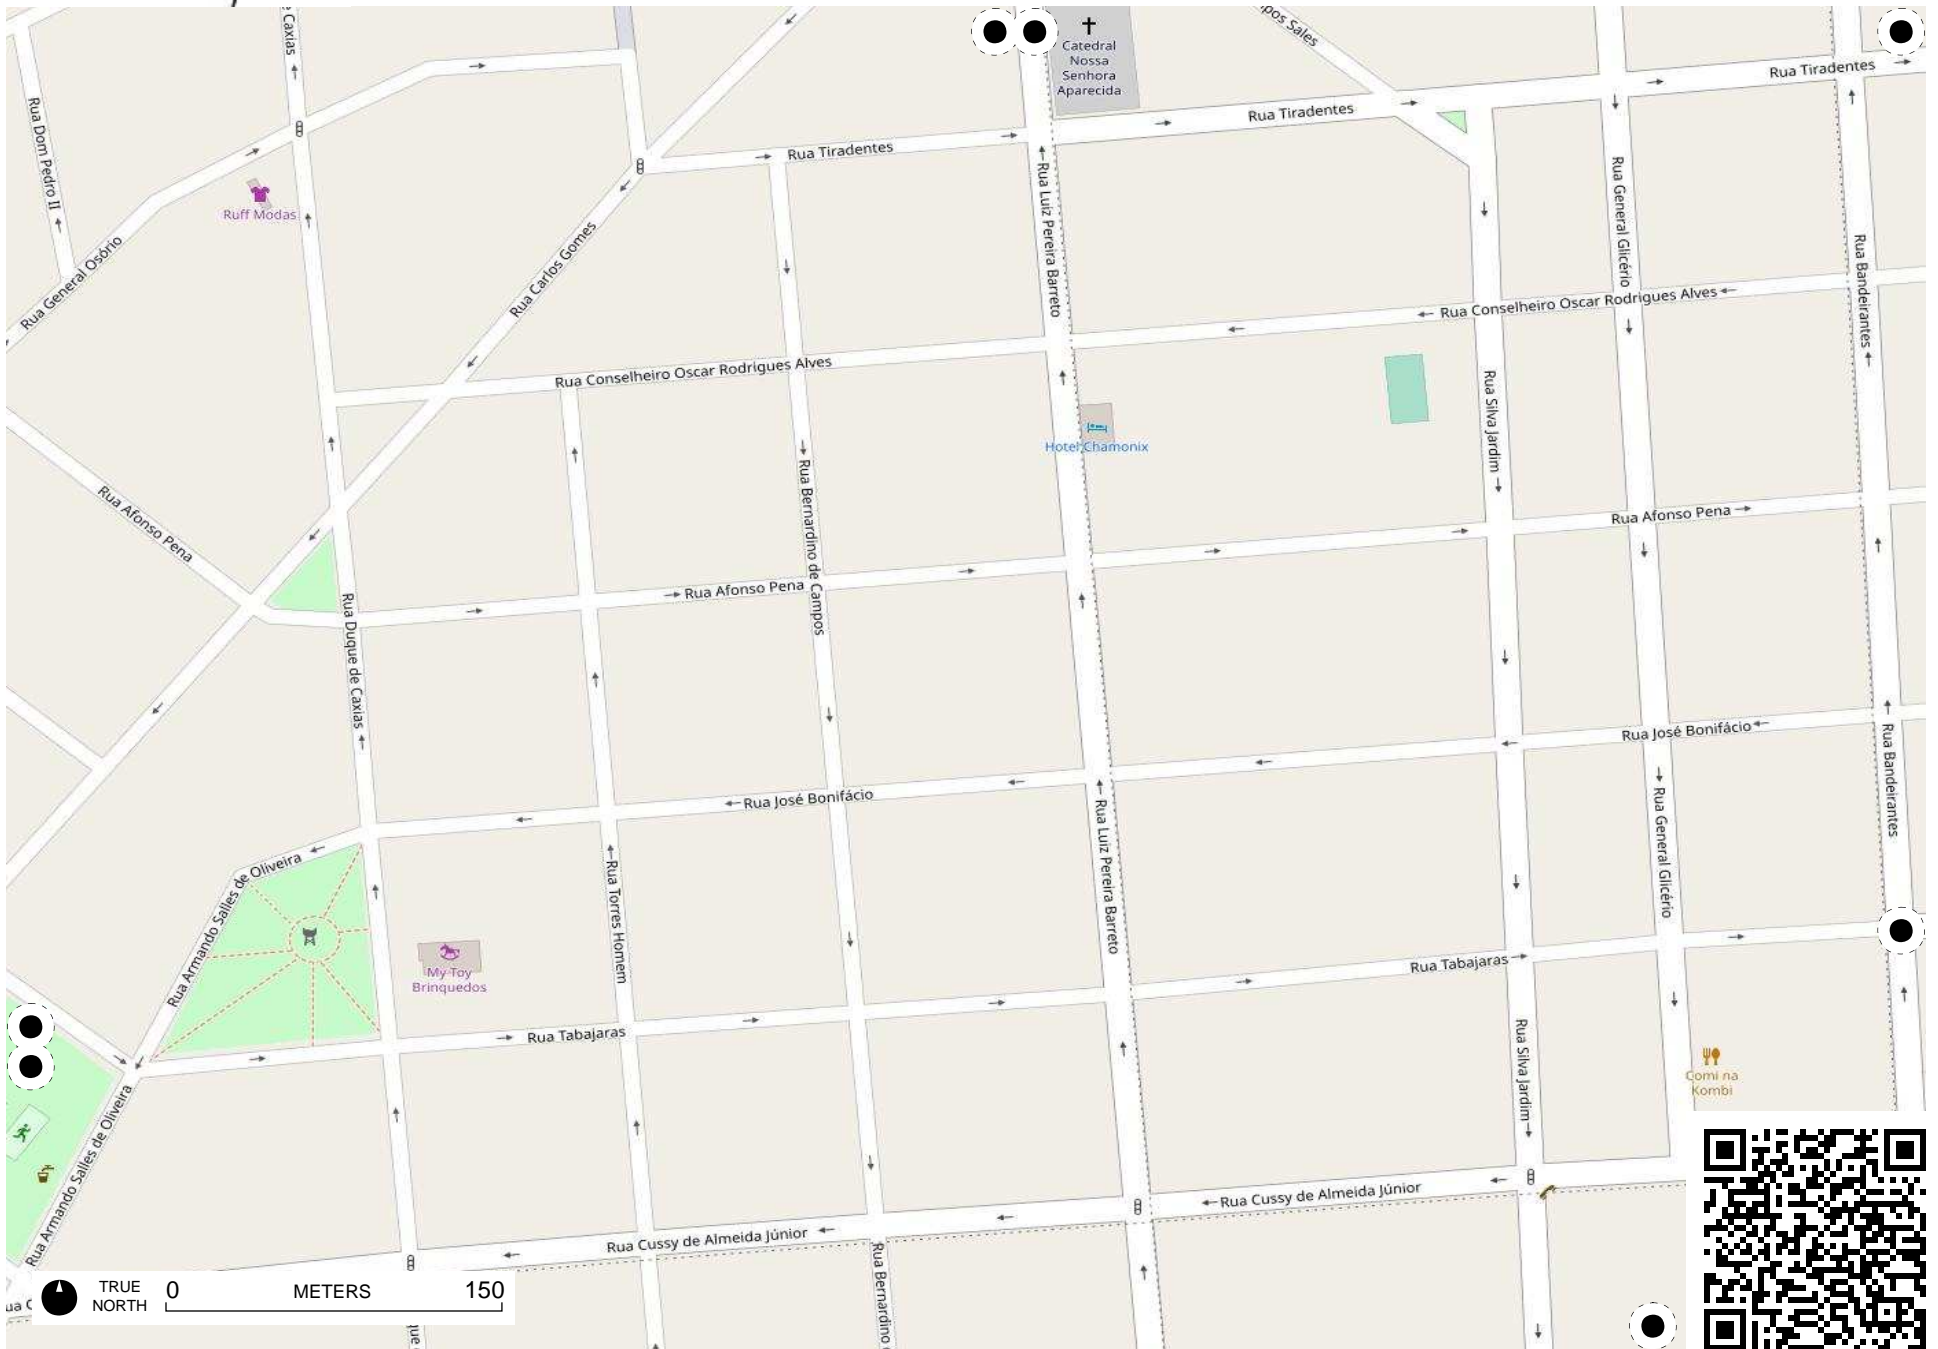 Caxias
pos Sales
Catedral
Nossa
Senhora
Aparecida
Rua Tiradentes
Rua Tiradentes
Rua Tiradentes
Rua Dom Pedro II
Ruff Modas
Rua General Osório
Rua Carlos Gomes
Rua Luiz Pereira Barreto
Rua General Glicério
Rua Bandeirantes
Rua Conselheiro Oscar Rodrigues Alves
Rua Conselheiro Oscar Rodrigues Alves
Rua Silva Jardim
Hotel Chamonix
Rua Bernardino de Campos
Rua Afonso Pena
Rua Afonso Pena
Rua Afonso Pena
Rua Duque de Caxias
Rua José Bonifácio
Rua José Bonifácio
Rua Bandeirantes
Rua General Glicério
Rua Luiz Pereira Barreto
Rua Armando Salles de Oliveira
Rua Torres Homem
My Toy
Brinquedos
Rua Tabajaras
Rua Tabajaras
Rua Silva Jardim
Comi na
Kombi
Rua Armando Salles de Oliveira
Rua Cussy de Almeida Júnior
Rua Cussy de Almeida Júnior
Rua Bernardino
TRUE
NORTH
0 METERS 150
ua C
que